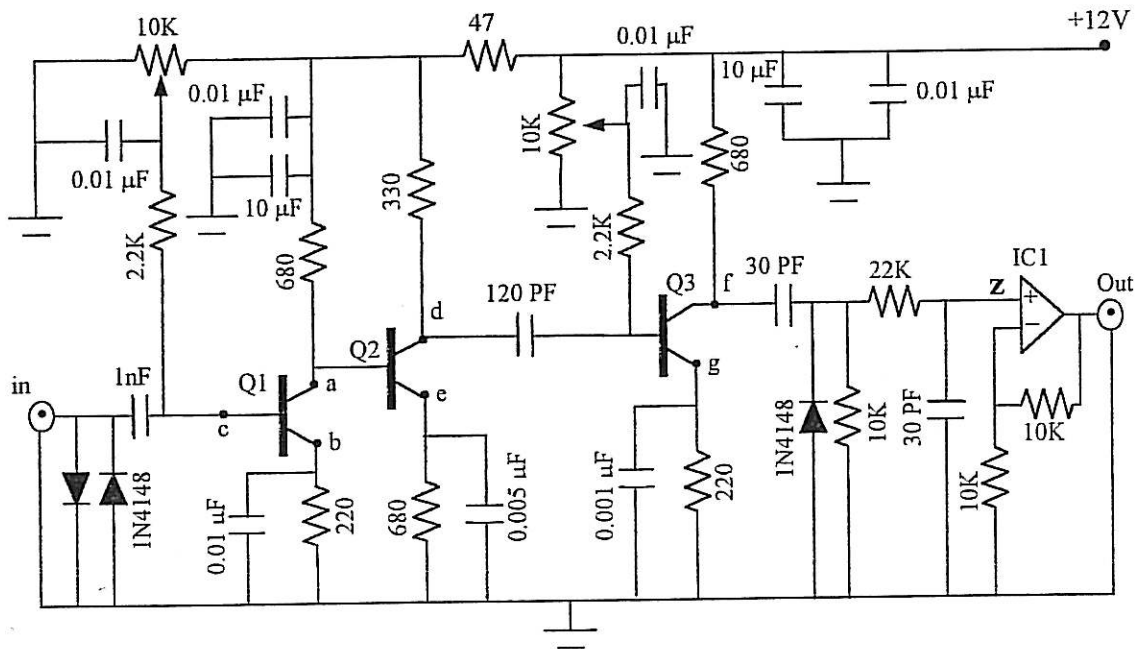 10K
47
0.01 μF
+12V
0.01 μF
10 μF
0.01 μF
10K
680
0.01 μF
10 μF
330
2.2K
2.2K
680
120 PF
d
Q3
f
30 PF
22K
IC1
z
Out
+
−
in
1nF
Q1
a
Q2
e
g
c
b
1N4148
0.01 μF
220
680
0.005 μF
0.001 μF
220
1N4148
10K
30 PF
10K
10K